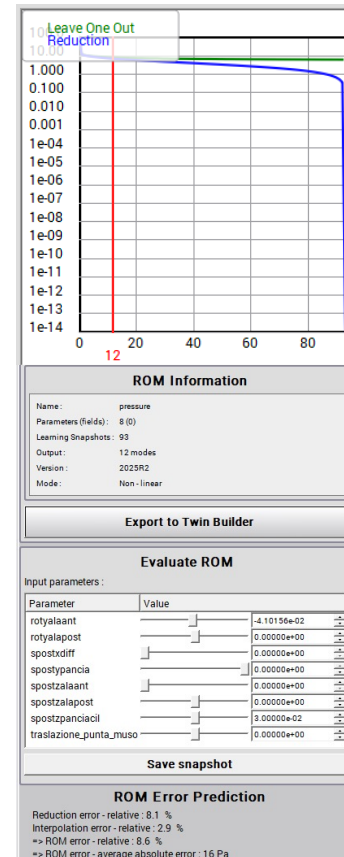 Leave One Out
Reduction
10.00
1.000
0.100
0.010
0.001
1e-04
1e-05
1e-06
1e-07
1e-08
1e-09
1e-10
1e-11
1e-12
1e-13
1e-14
0 20 40 60 80
12
ROM Information
Name : pressure
Parameters (fields) : 8 (0)
Learning Snapshots : 93
Output : 12 modes
Version : 2025R2
Mode : Non - linear
Export to Twin Builder
Evaluate ROM
Input parameters :
Parameter Value
rotyalaant -4.10156e-02
rotyalapost 0.00000e+00
spostxdiff 0.00000e+00
spostypancia 0.00000e+00
spostzalaant 0.00000e+00
spostzalapost 0.00000e+00
spostzpanciacil 3.00000e-02
traslazione_punta_muso 0.00000e+00
Save snapshot
ROM Error Prediction
Reduction error - relative : 8.1 %
Interpolation error - relative : 2.9 %
=> ROM error - relative : 8.6 %
=> ROM error - average absolute error : 16 Pa